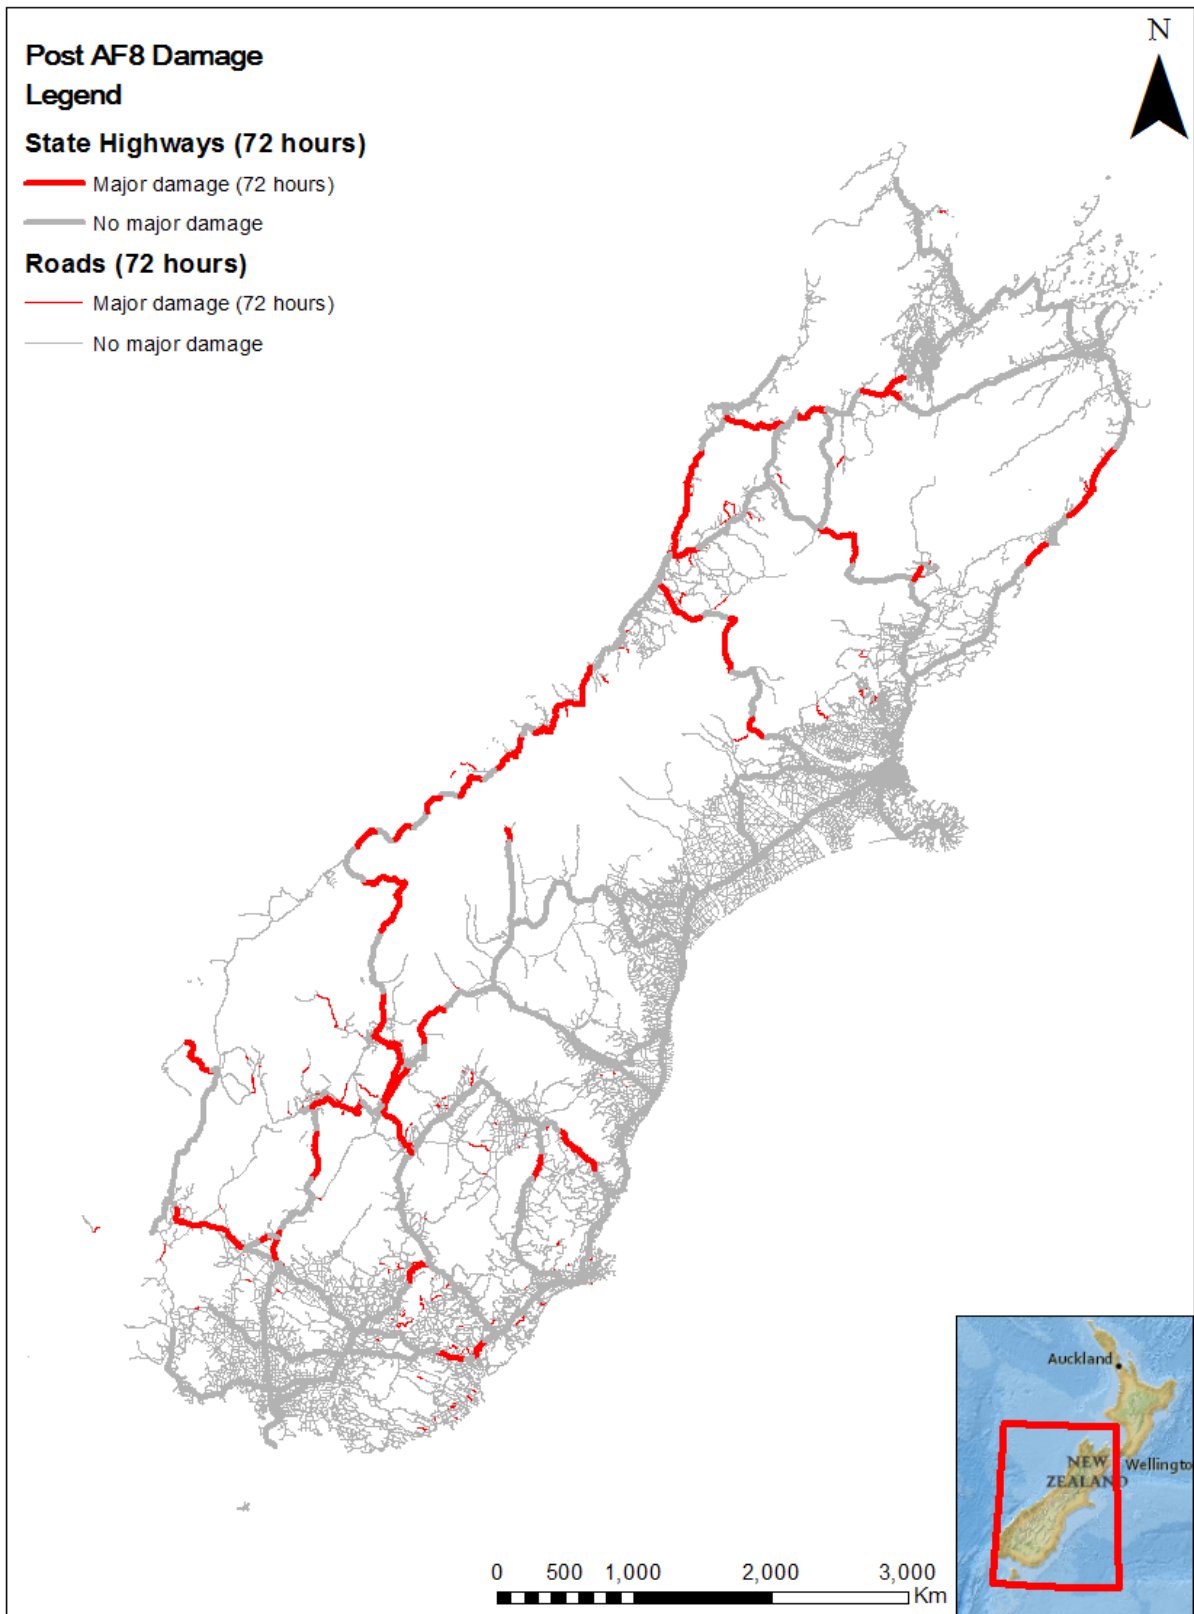 N
Post AF8 Damage
Legend
State Highways (72 hours)
Major damage (72 hours)
No major damage
Roads (72 hours)
Major damage (72 hours)
No major damage
Auckland
NEW
ZEALAND
Wellingto
0 500 1,000 2,000 3,000
Km